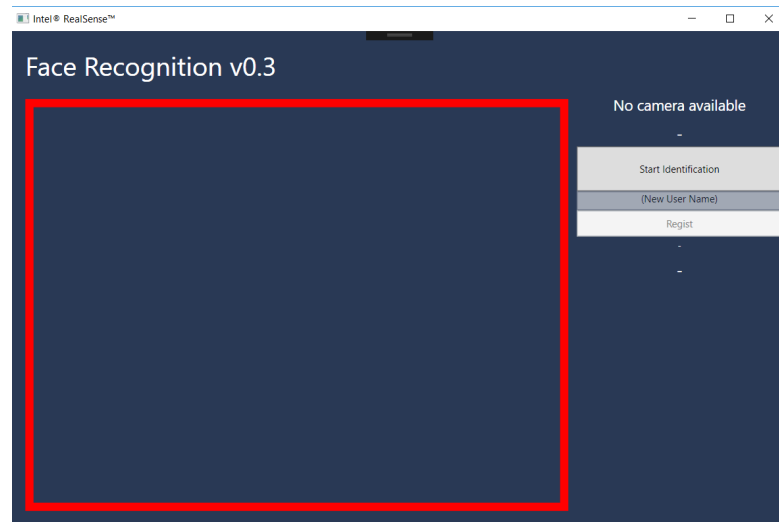 Intel® RealSense™
Face Recognition v0.3
No camera available
-
Start Identification
(New User Name)
Regist
-
-